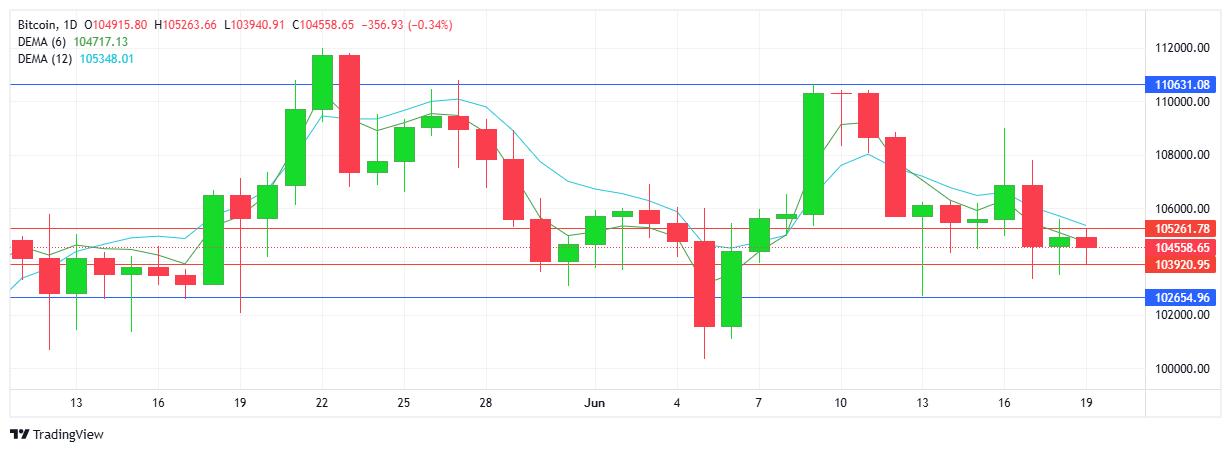 Bitcoin, 1D O104915.80 H105263.66 L103940.91 C104558.65 −356.93 (−0.34%)
DEMA (6) 104717.13
DEMA (12) 105348.01
112000.00
110631.08
110000.00
108000.00
106000.00
105261.78
104558.65
103920.95
102654.96
102000.00
100000.00
13 16 19 22 25 28 Jun 4 7 10 13 16 19
TradingView